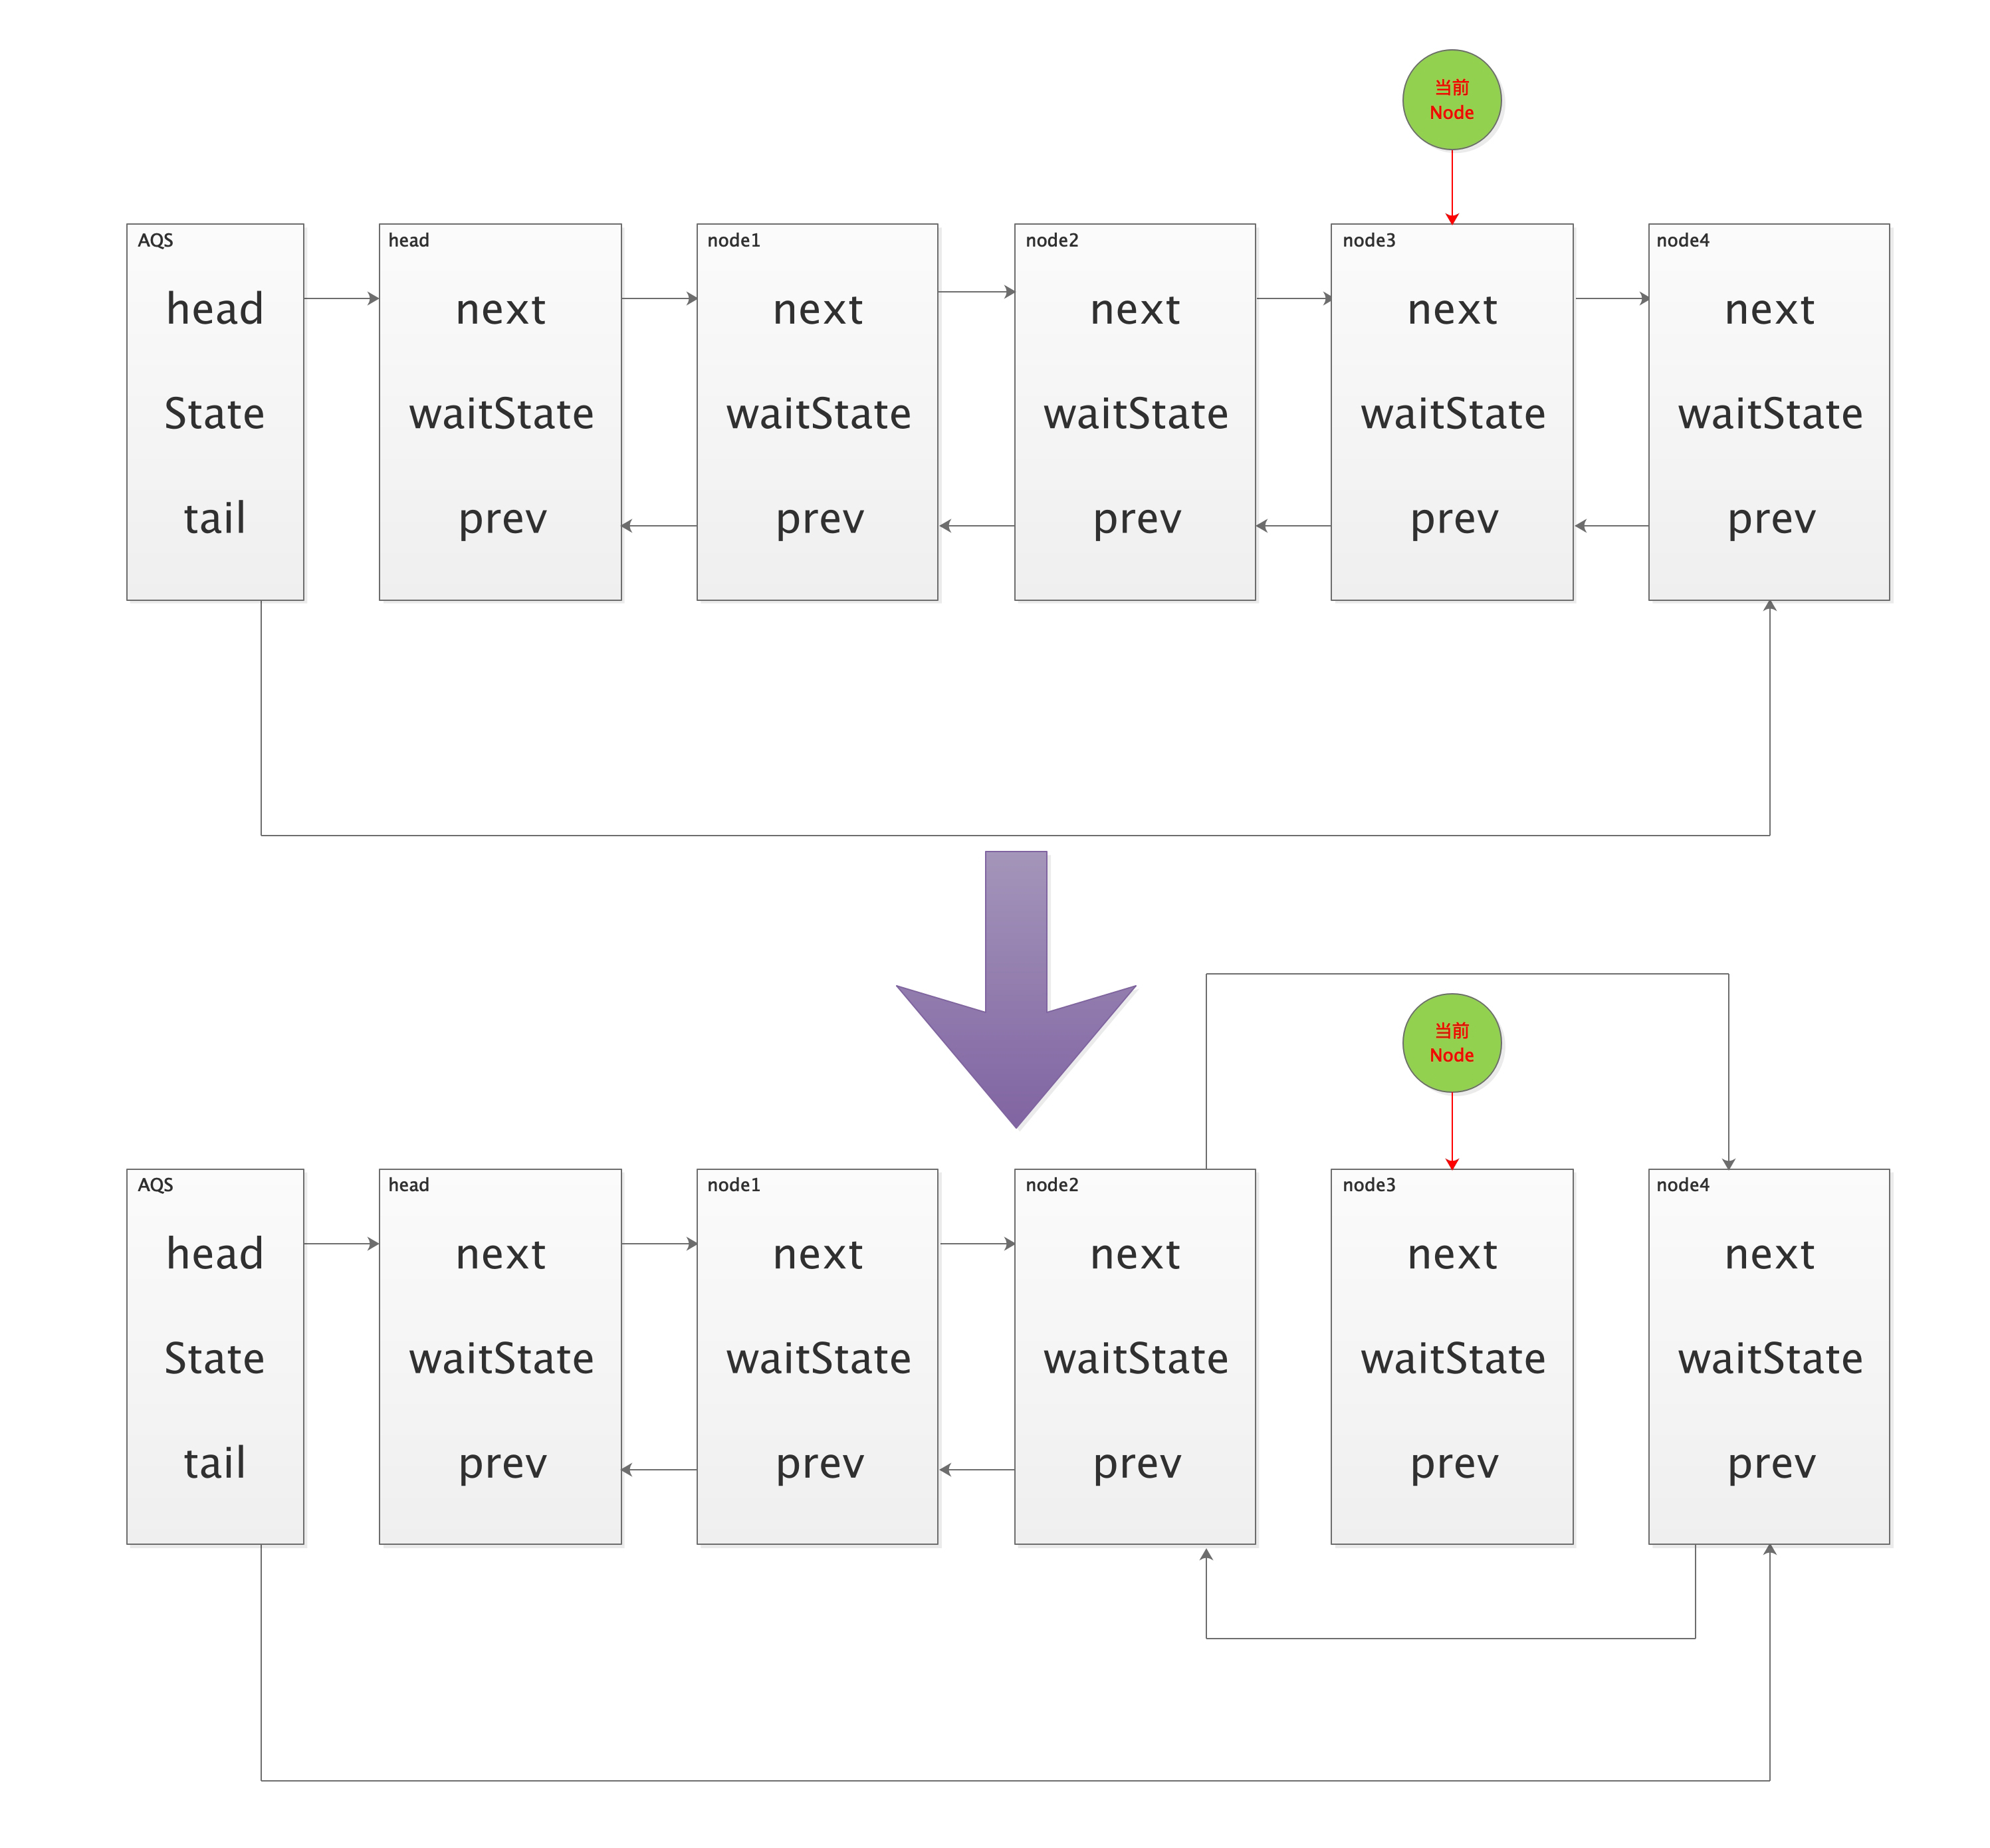 当前
Node
AQS
head
State
tail
head
next
waitState
prev
node1
next
waitState
prev
node2
next
waitState
prev
node3
next
waitState
prev
node4
next
waitState
prev
当前
Node
AQS
head
State
tail
head
next
waitState
prev
node1
next
waitState
prev
node2
next
waitState
prev
node3
next
waitState
prev
node4
next
waitState
prev